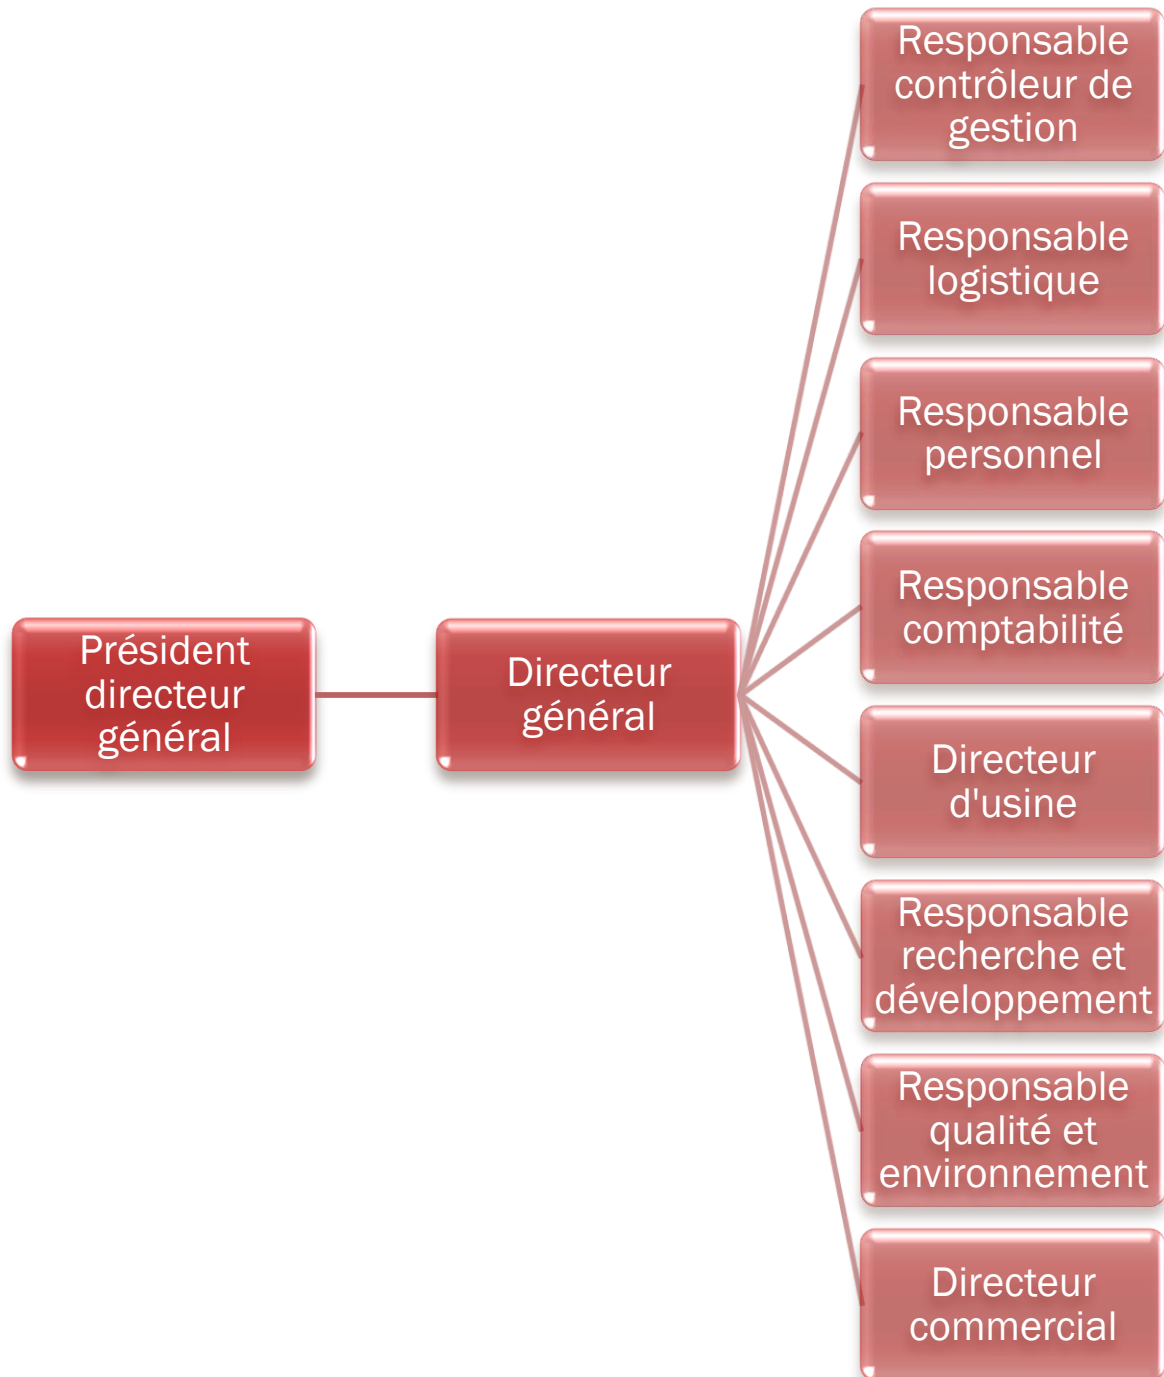 Responsable
contrôleur de
gestion
Responsable
logistique
Responsable
personnel
Responsable
comptabilité
Président
directeur
général
Directeur
général
Directeur
d'usine
Responsable
recherche et
développement
Responsable
qualité et
environnement
Directeur
commercial